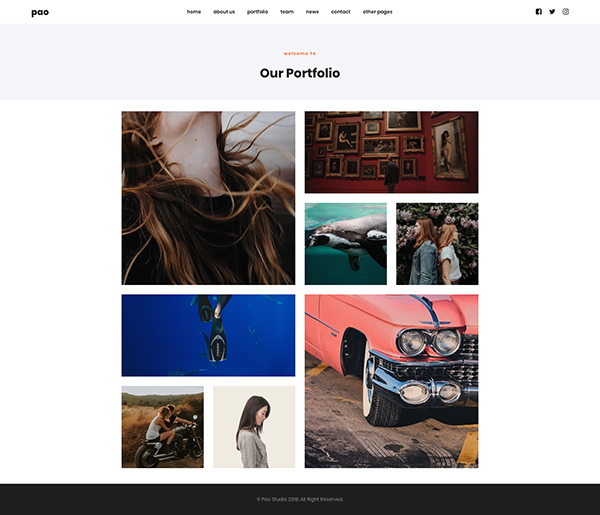 pao
home about us portfolio team news contact other pages
welcome to
Our Portfolio
© Pao Studio 2018. All Right Reserved.